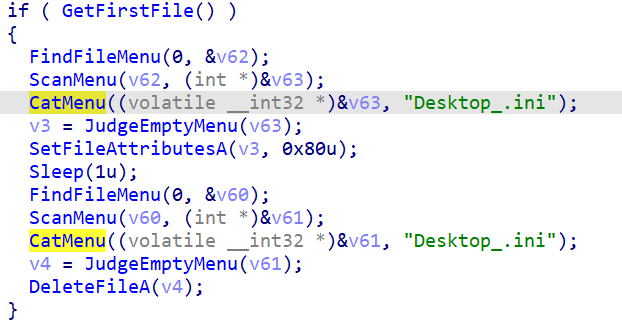 if ( GetFirstFile() )
{
FindFileMenu(0, &v62);
ScanMenu(v62, (int *)&v63);
CatMenu((volatile __int32 *)&v63, "Desktop_.ini");
v3 = JudgeEmptyMenu(v63);
SetFileAttributesA(v3, 0x80u);
Sleep(1u);
FindFileMenu(0, &v60);
ScanMenu(v60, (int *)&v61);
CatMenu((volatile __int32 *)&v61, "Desktop_.ini");
v4 = JudgeEmptyMenu(v61);
DeleteFileA(v4);
}